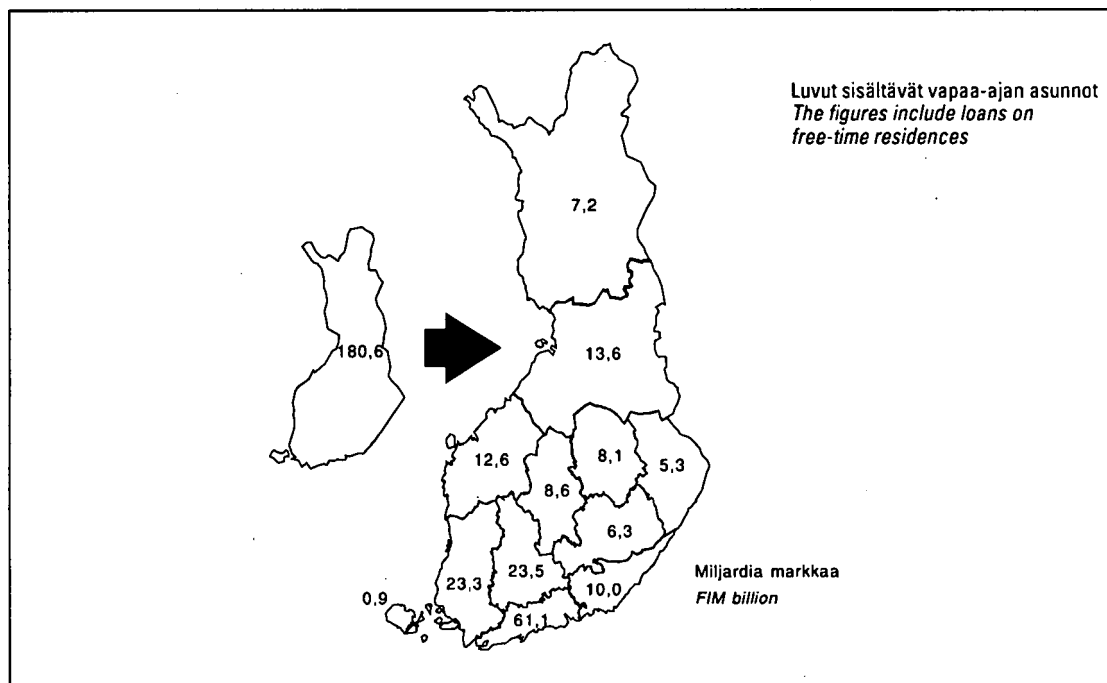 Luvut sisältävät vapaa-ajan asunnot
The figures include loans on
free-time residences
7,2
180,6
13,6
12,6
8,1
5,3
8,6
6,3
23,3
23,5
10,0
Miljardia markkaa
FIM billion
0,9
61,1